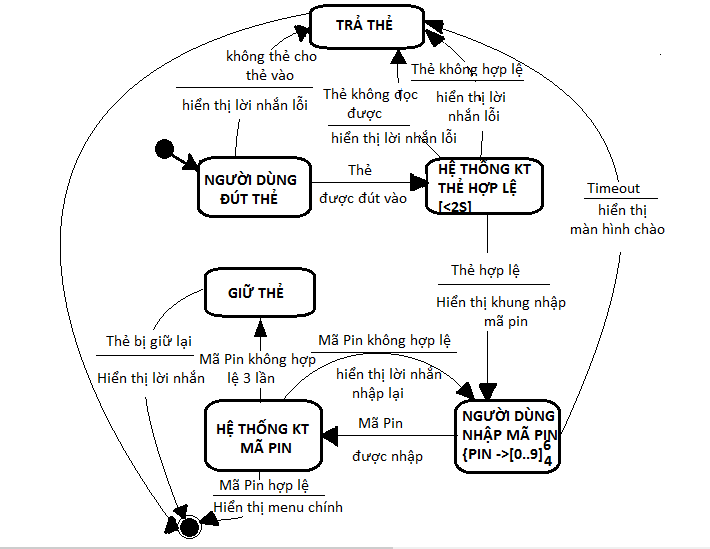 TRẢ THẺ
không thẻ cho
thẻ vào
hiển thị lời nhắn lỗi
Thẻ không đọc
được
hiển thị lời nhắn lỗi
Thẻ không hợp lệ
hiển thị lời
nhắn lỗi
NGƯỜI DÙNG
ĐÚT THẺ
Thẻ
được đút vào
HỆ THỐNG KT
THẺ HỢP LỆ
[<2S]
Timeout
hiển thị
màn hình chào
Thẻ hợp lệ
Hiển thị khung nhập
mã pin
GIỮ THẺ
Thẻ bị giữ lại
Hiển thị lời nhắn
Mã Pin không hợp
lệ 3 lần
Mã Pin không hợp lệ
hiển thị lời nhắn
nhập lại
HỆ THỐNG KT
MÃ PIN
Mã Pin
được nhập
NGƯỜI DÙNG
NHẬP MÃ PIN
{PIN ->[0..9]
6
4
Mã Pin hợp lệ
Hiển thị menu chính